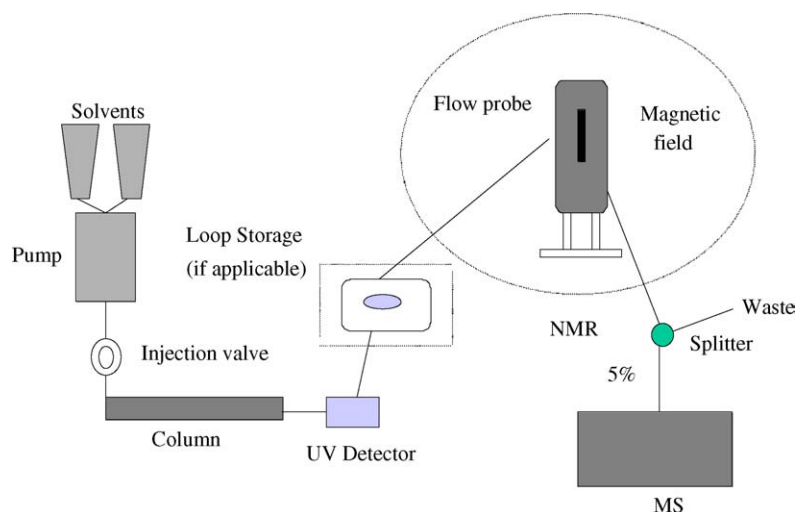 Solvents
Pump
Injection valve
Column
UV Detector
Loop Storage
(if applicable)
Flow probe
Magnetic
field
NMR
Waste
Splitter
5%
MS